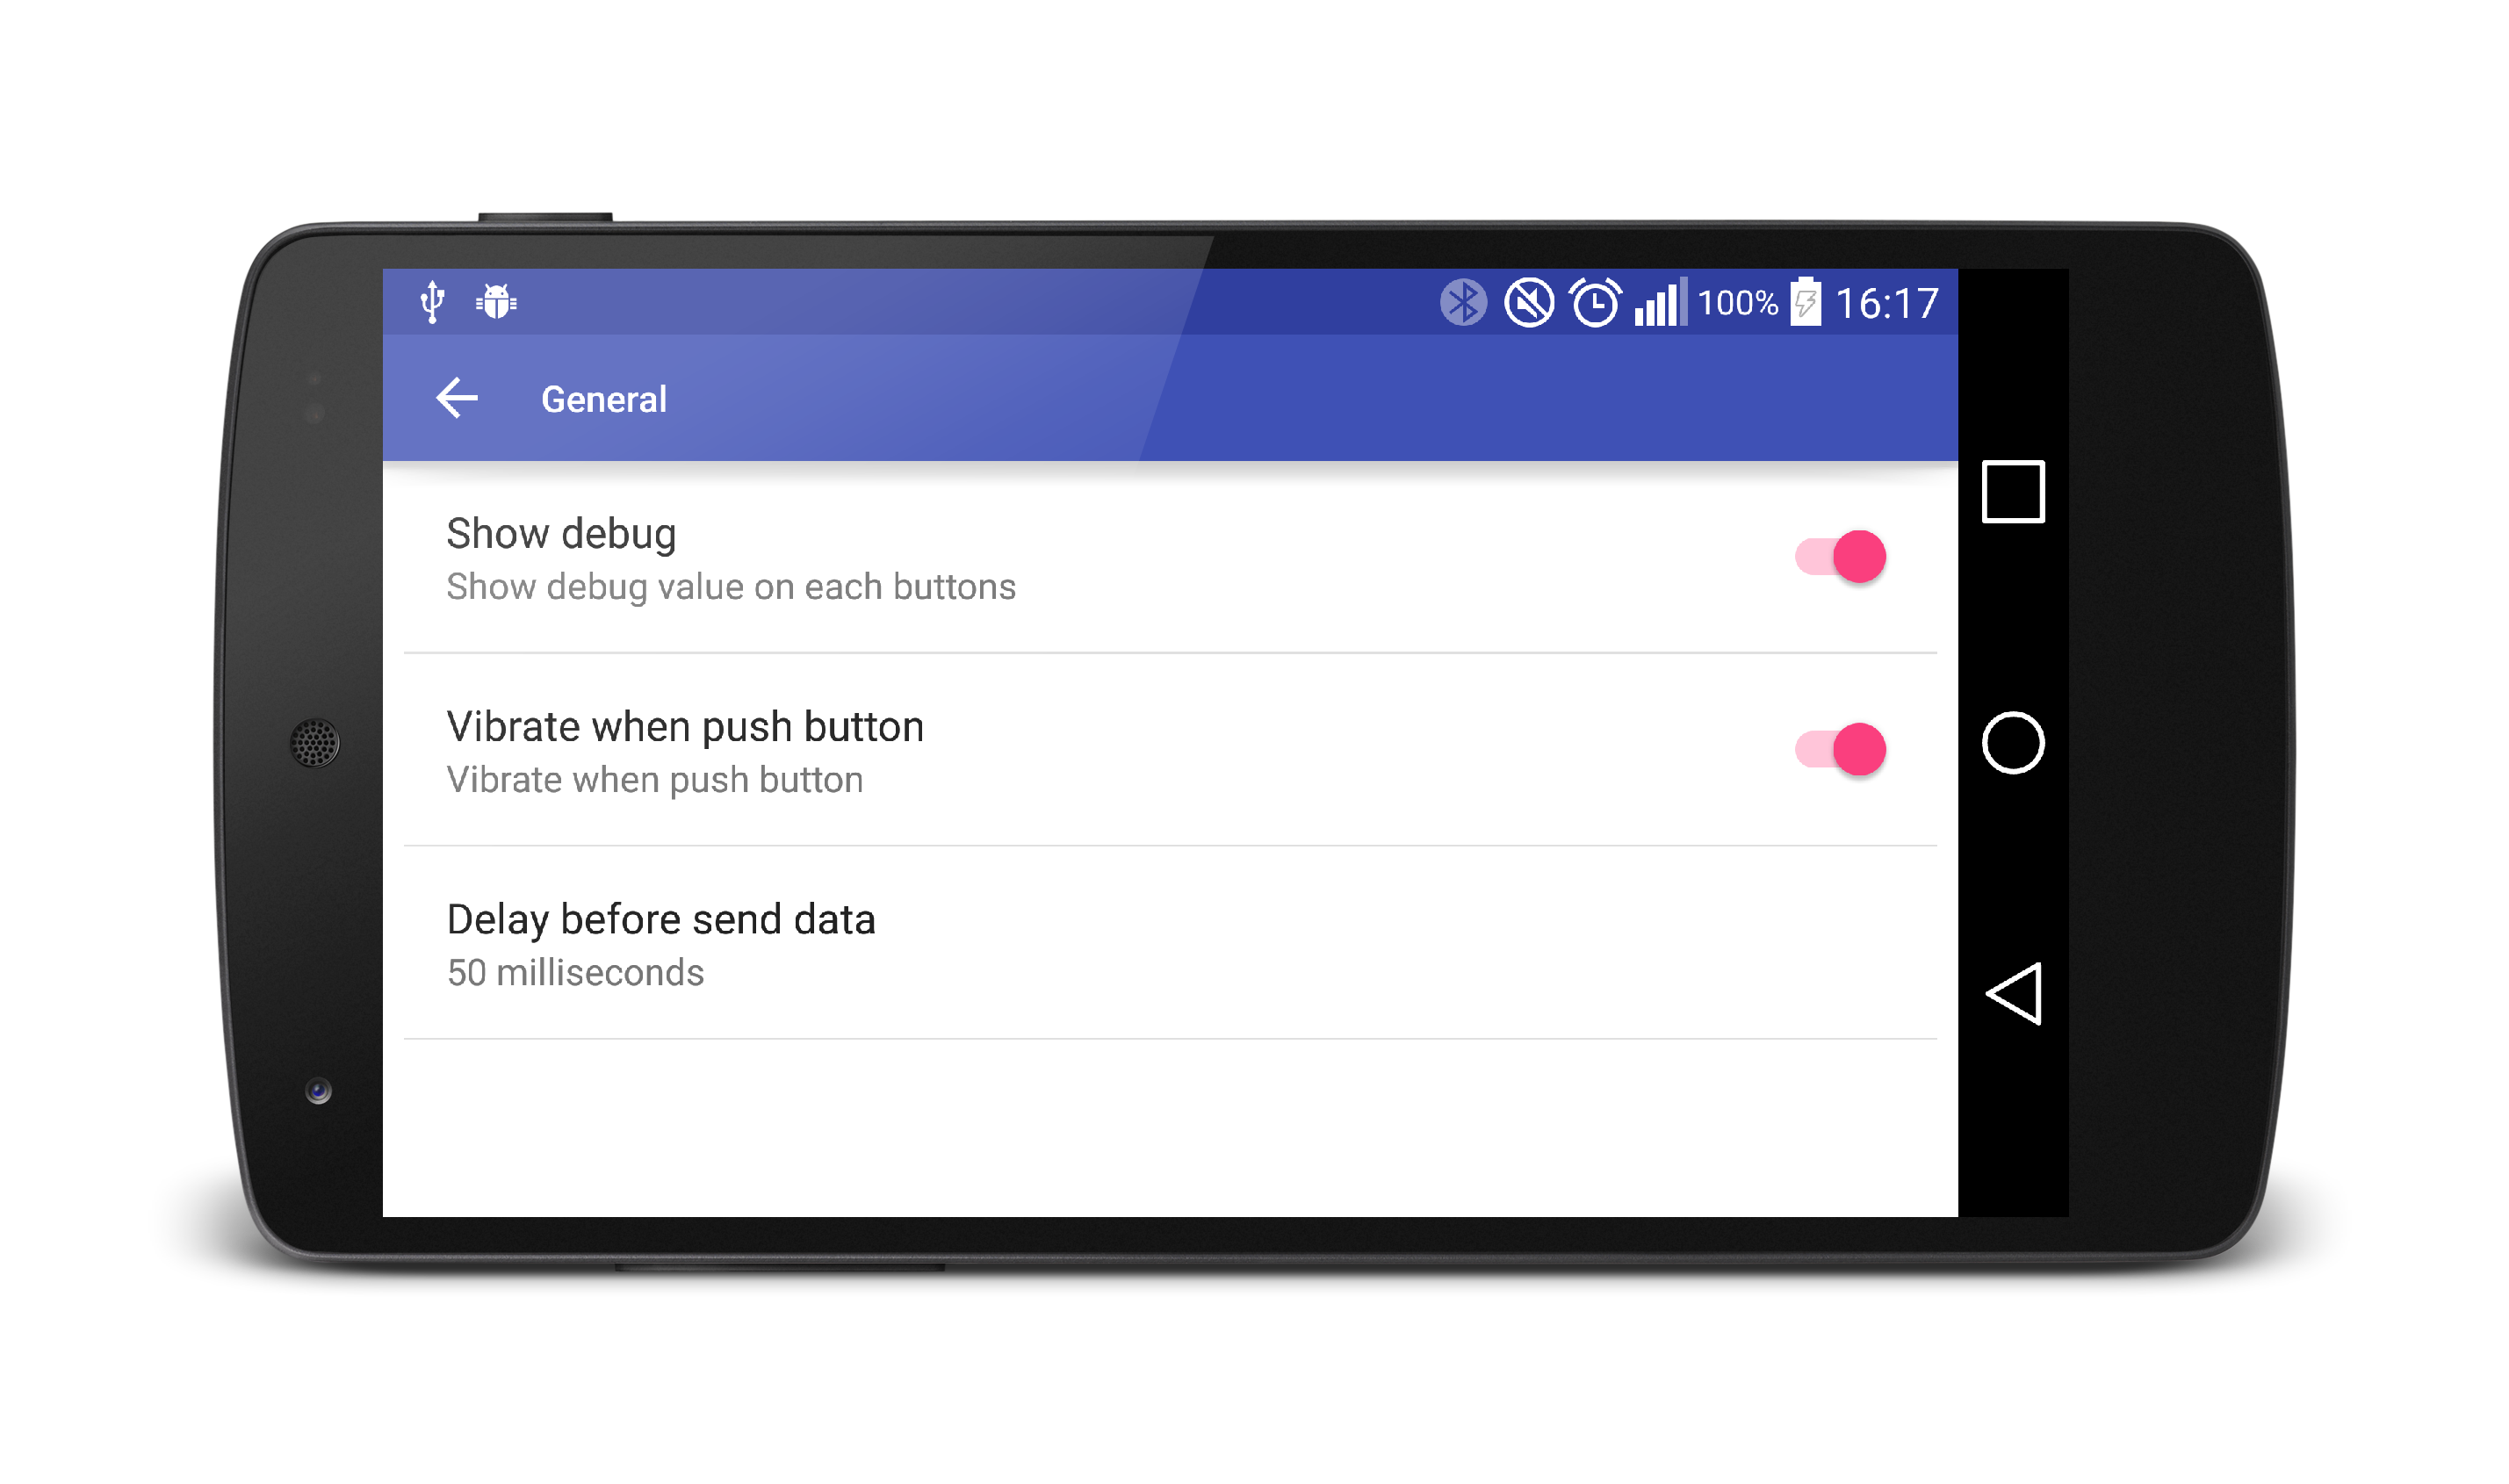 100% 16:17
General
Show debug
Show debug value on each buttons
Vibrate when push button
Vibrate when push button
Delay before send data
50 milliseconds